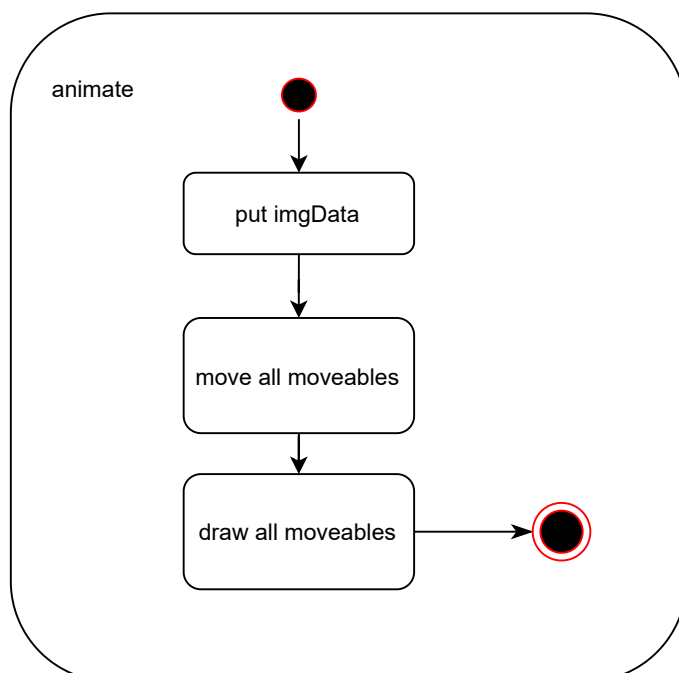 animate
put imgData
move all moveables
draw all moveables